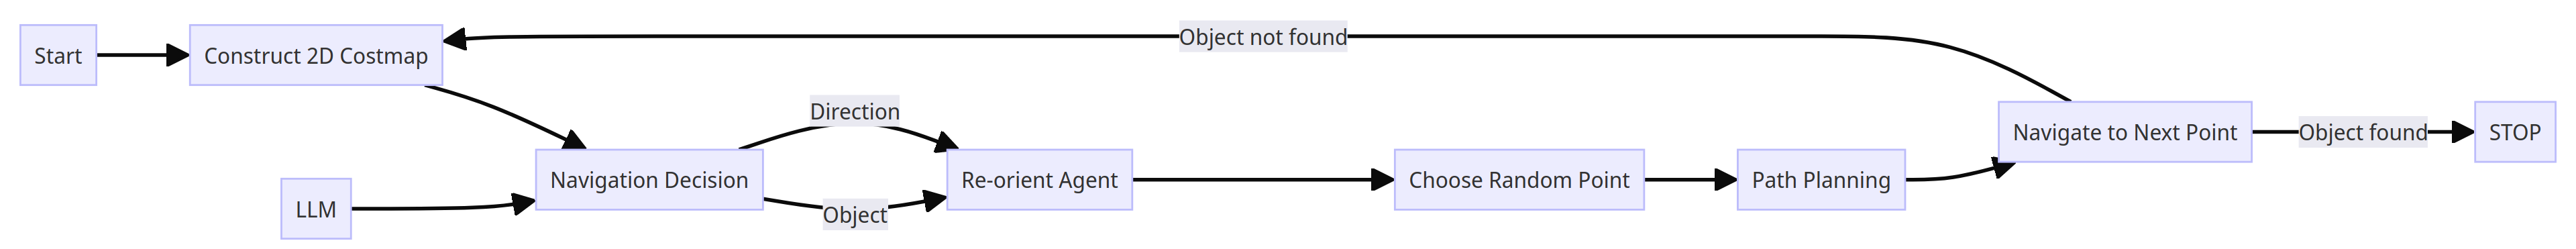 Start
Construct 2D Costmap
Object not found
LLM
Navigation Decision
Direction
Object
Re-orient Agent
Choose Random Point
Path Planning
Navigate to Next Point
Object found
STOP